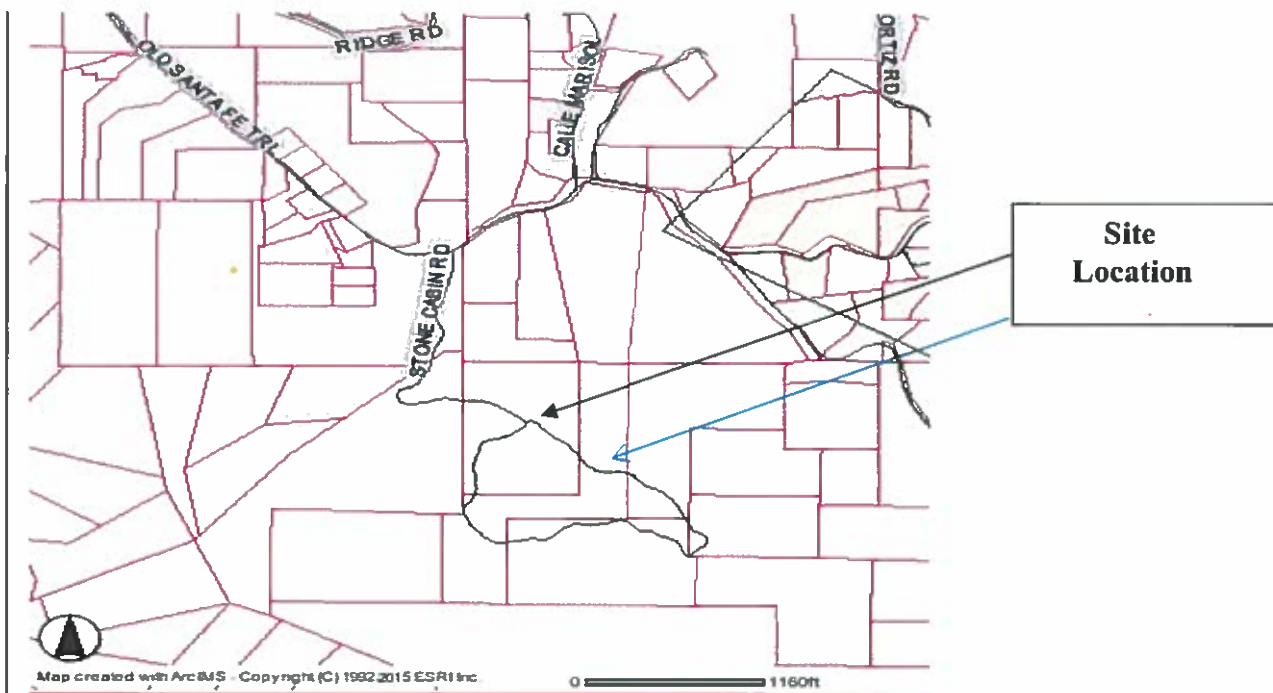 RIDGE RD
ORTIZ RD
OLD SANTA FE TRL
CALLE MARISOL
Site
Location
STONE CABIN RD
Map created with ArcIMS - Copyright (C) 1992-2015 ESRI Inc.
0 1160ft